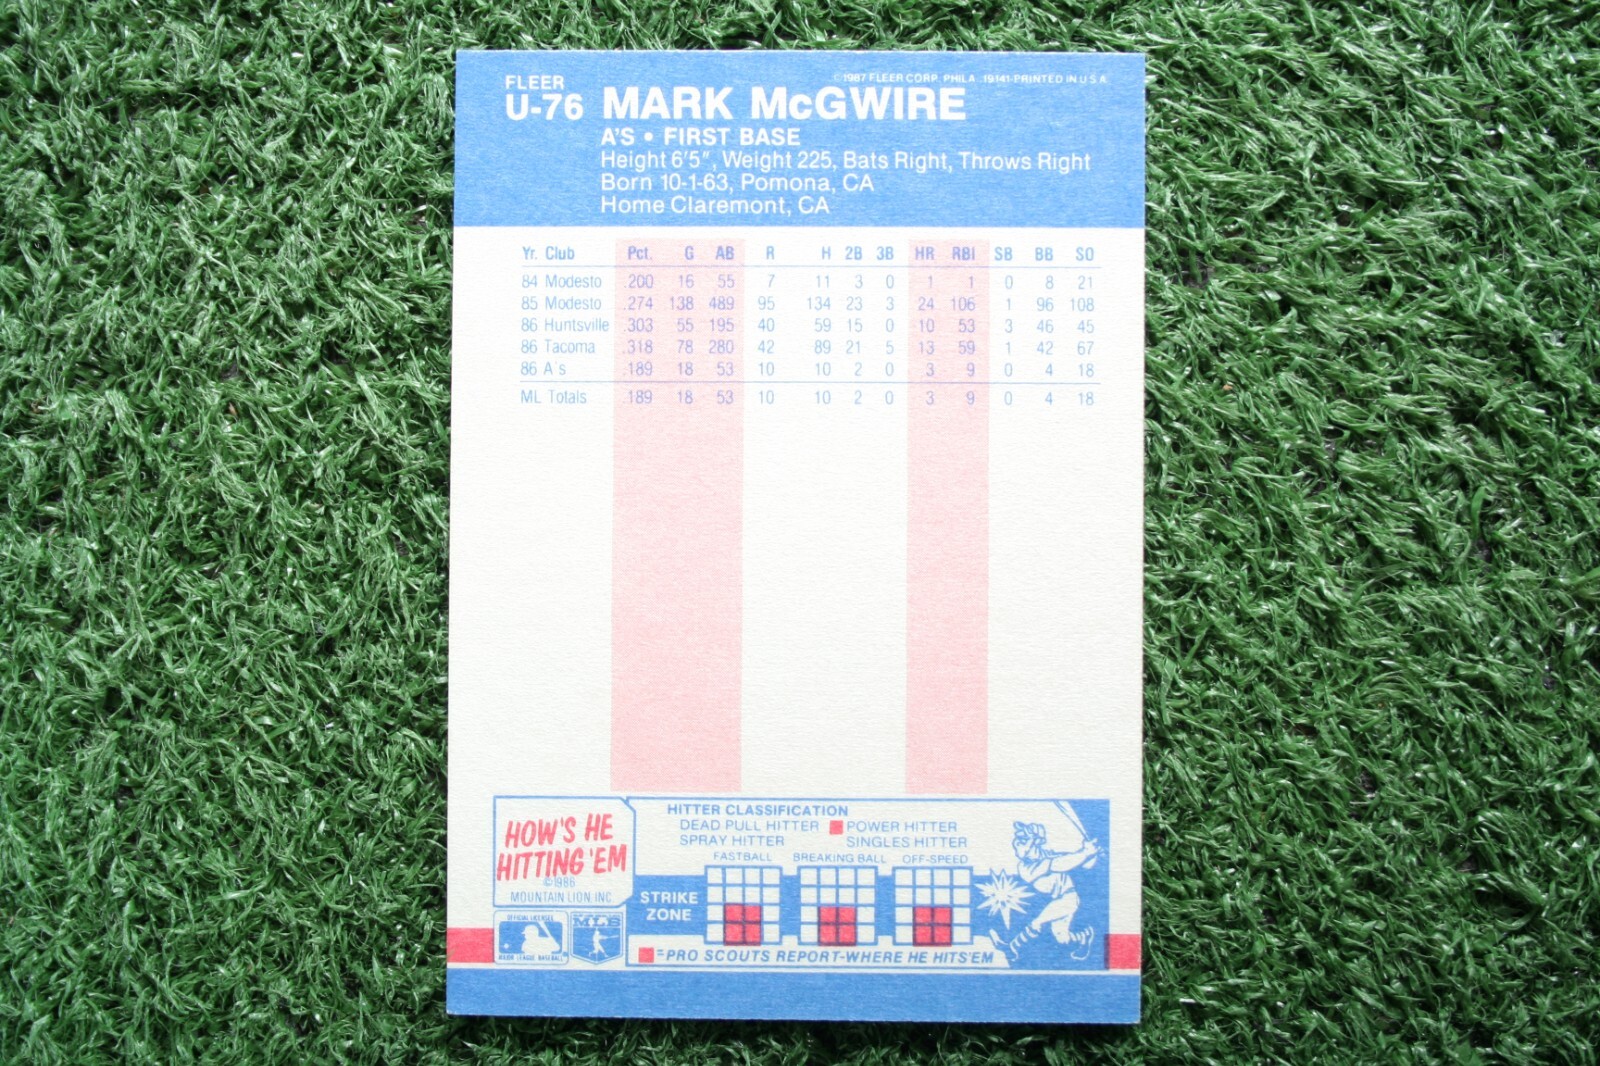 FLEER
©1987 FLEER CORP. PHILA. 19141-PRINTED IN U S A
U-76 MARK McGWIRE
A'S • FIRST BASE
Height 6'5", Weight 225, Bats Right, Throws Right
Born 10-1-63, Pomona, CA
Home Claremont, CA
Yr. Club Pct. G AB R H 2B 3B HR RBI SB BB SO
84 Modesto .200 16 55 7 11 3 0 1 1 0 8 21
85 Modesto .274 138 489 95 134 23 3 24 106 1 96 108
86 Huntsville .303 55 195 40 59 15 0 10 53 3 46 45
86 Tacoma .318 78 280 42 89 21 5 13 59 1 42 67
86 A's .189 18 53 10 10 2 0 3 9 0 4 18
ML Totals .189 18 53 10 10 2 0 3 9 0 4 18
HOW'S HE
HITTING 'EM
©1986
MOUNTAIN LION, INC.
HITTER CLASSIFICATION
DEAD PULL HITTER POWER HITTER
SPRAY HITTER SINGLES HITTER
FASTBALL BREAKING BALL OFF-SPEED
STRIKE
ZONE
OFFICIAL LICENSEE
MAJOR LEAGUE BASEBALL
=PRO SCOUTS REPORT-WHERE HE HITS'EM